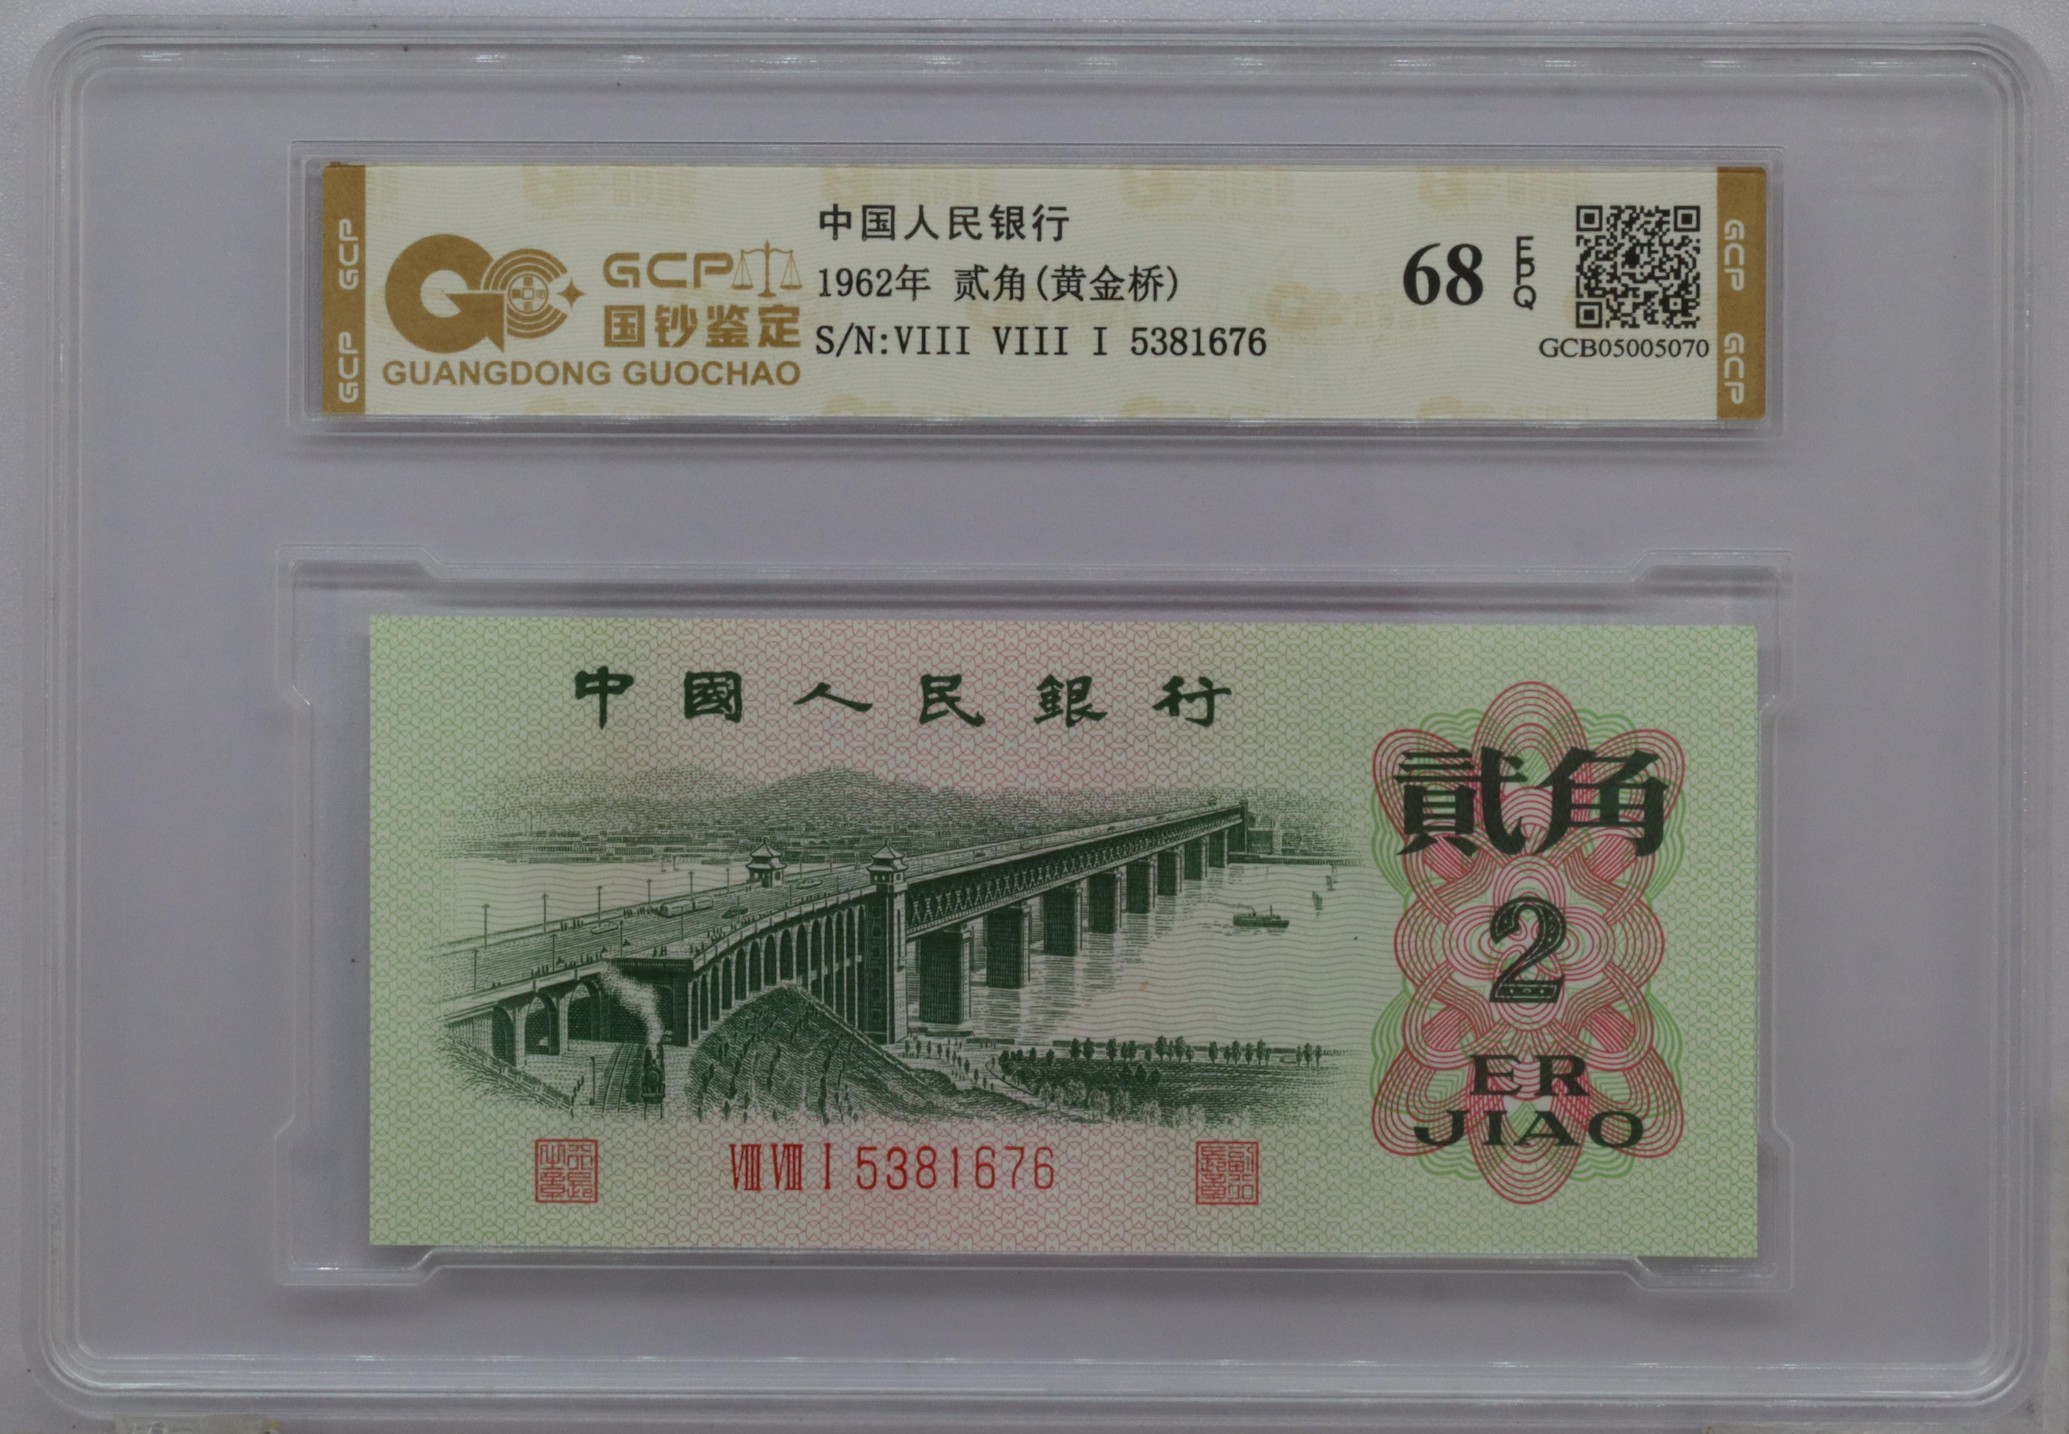 GCP
GCP
GCP
国钞鉴定
GUANGDONG GUOCHAO
中国人民银行
1962年 贰角(黄金桥)
S/N:VIII VIII I 5381676
68
EPQ
GCB05005070
GCP
GCP
中國人民銀行
貳角
2
ER
JIAO
VIII VIII I 5381676